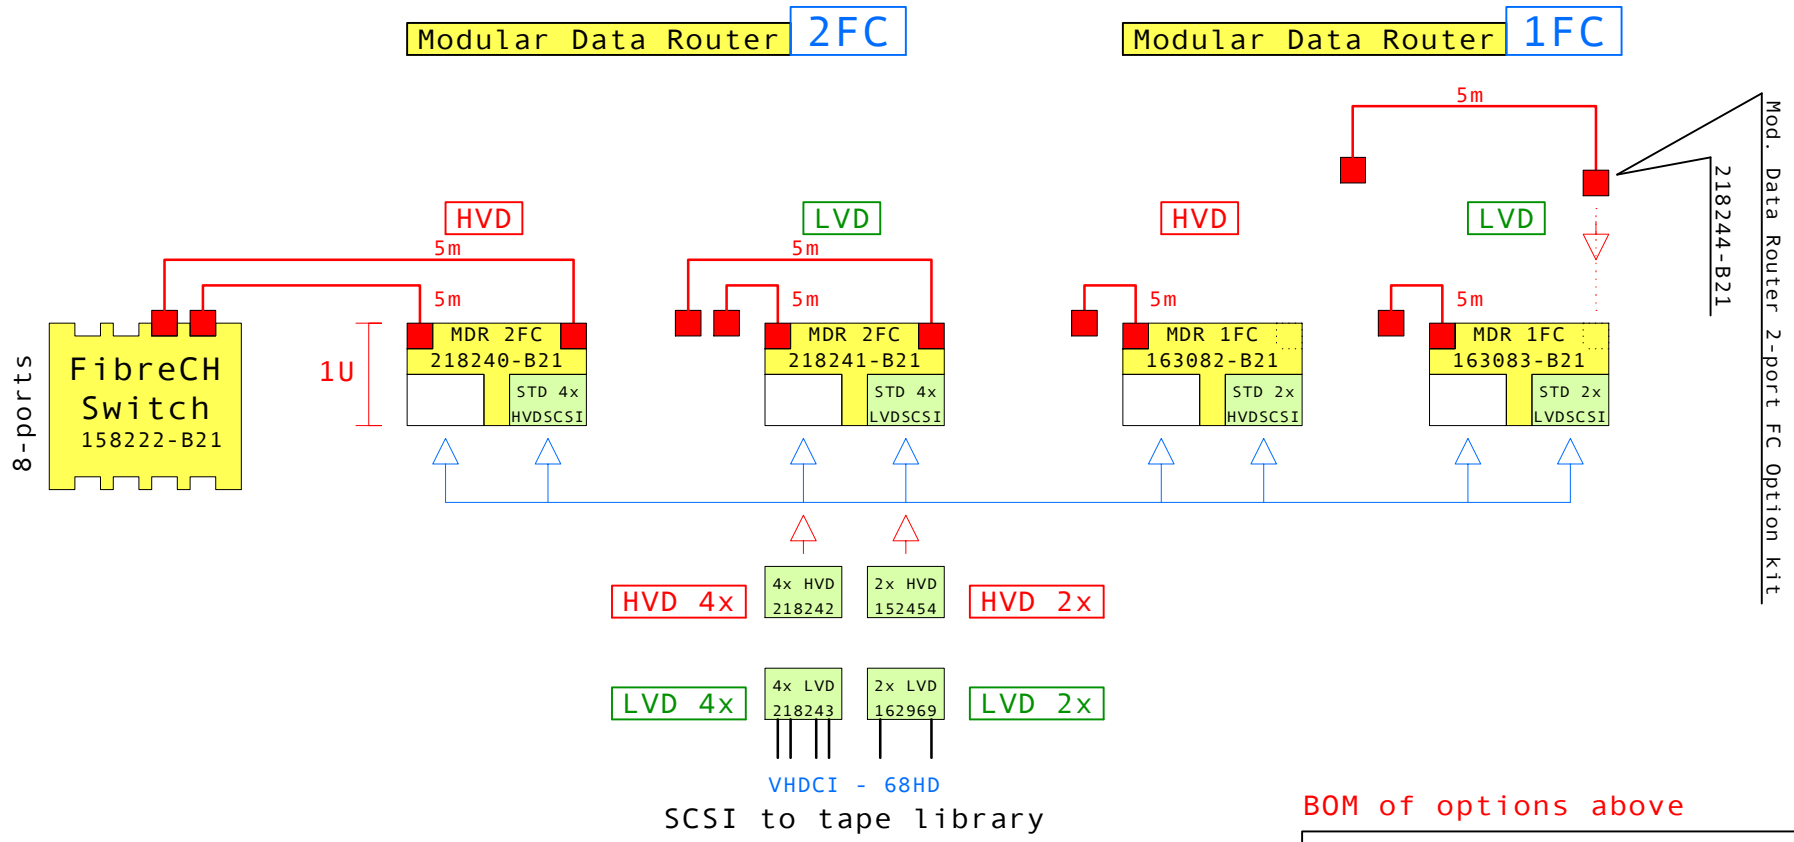 Modular Data Router 2FC
Modular Data Router 1FC
5m
Mod. Data Router 2-port FC Option kit
218244-B21
HVD
LVD
HVD
LVD
5m
5m
5m
5m
5m
5m
8-ports
FibreCH
Switch
158222-B21
1U
MDR 2FC
218240-B21
STD 4x
HVDSCSI
MDR 2FC
218241-B21
STD 4x
LVDSCSI
MDR 1FC
163082-B21
STD 2x
HVDSCSI
MDR 1FC
163083-B21
STD 2x
LVDSCSI
HVD 4x
4x HVD
218242
2x HVD
152454
HVD 2x
LVD 4x
4x LVD
218243
2x LVD
162969
LVD 2x
VHDCI - 68HD
SCSI to tape library
BOM of options above